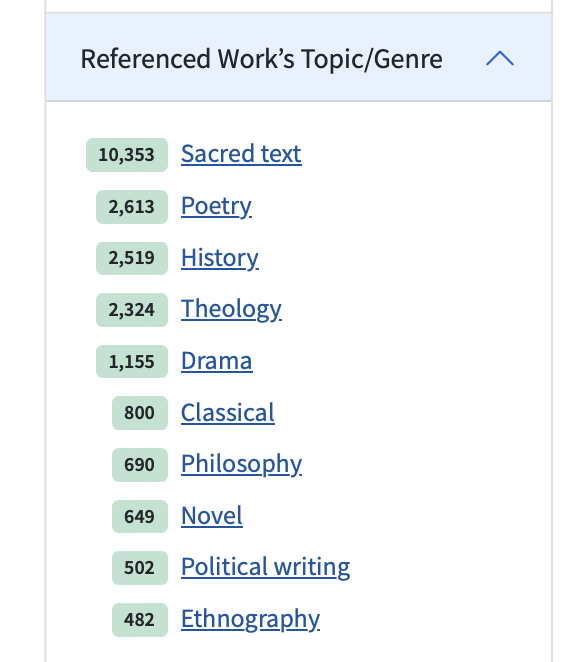 Referenced Work’s Topic/Genre
10,353 Sacred text
2,613 Poetry
2,519 History
2,324 Theology
1,155 Drama
800 Classical
690 Philosophy
649 Novel
502 Political writing
482 Ethnography